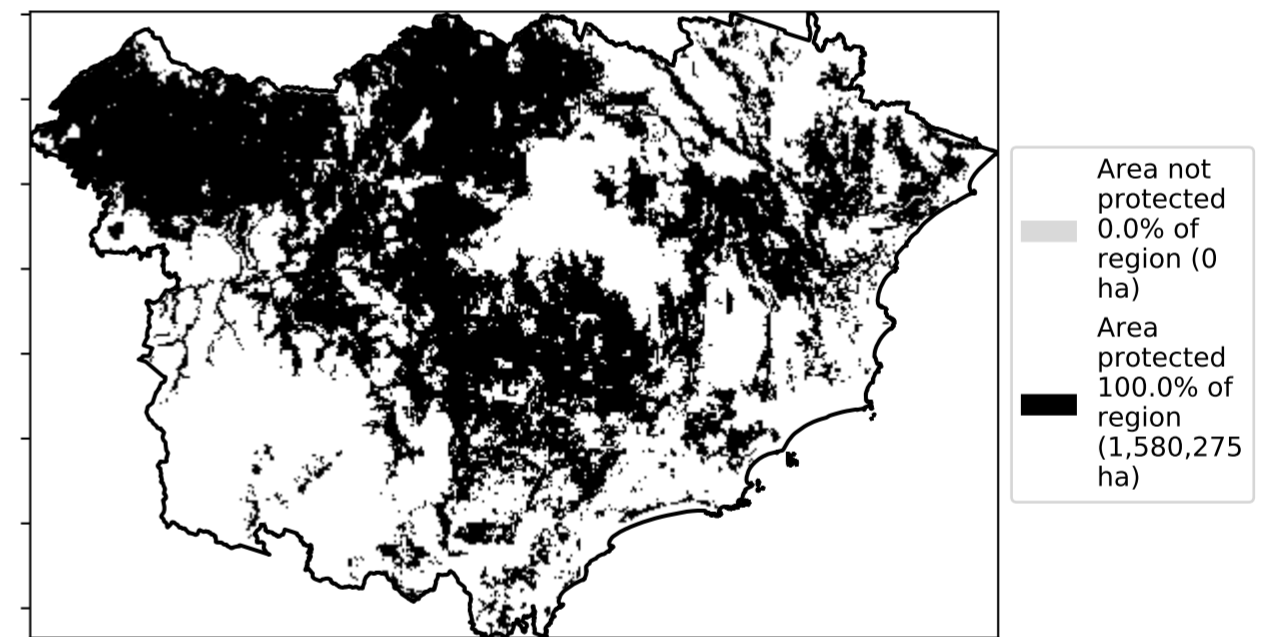 Area not
protected
0.0% of
region (0
ha)
Area
protected
100.0% of
region
(1,580,275
ha)